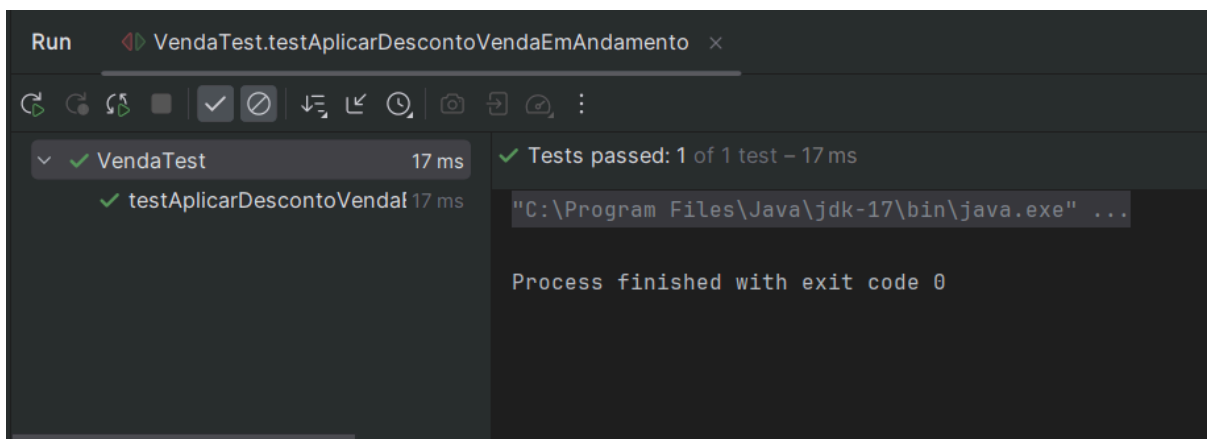 Run VendaTest.testAplicarDescontoVendaEmAndamento ×
VendaTest 17 ms
testAplicarDescontoVendaE 17 ms
Tests passed: 1 of 1 test – 17 ms
"C:\Program Files\Java\jdk-17\bin\java.exe" ...
Process finished with exit code 0